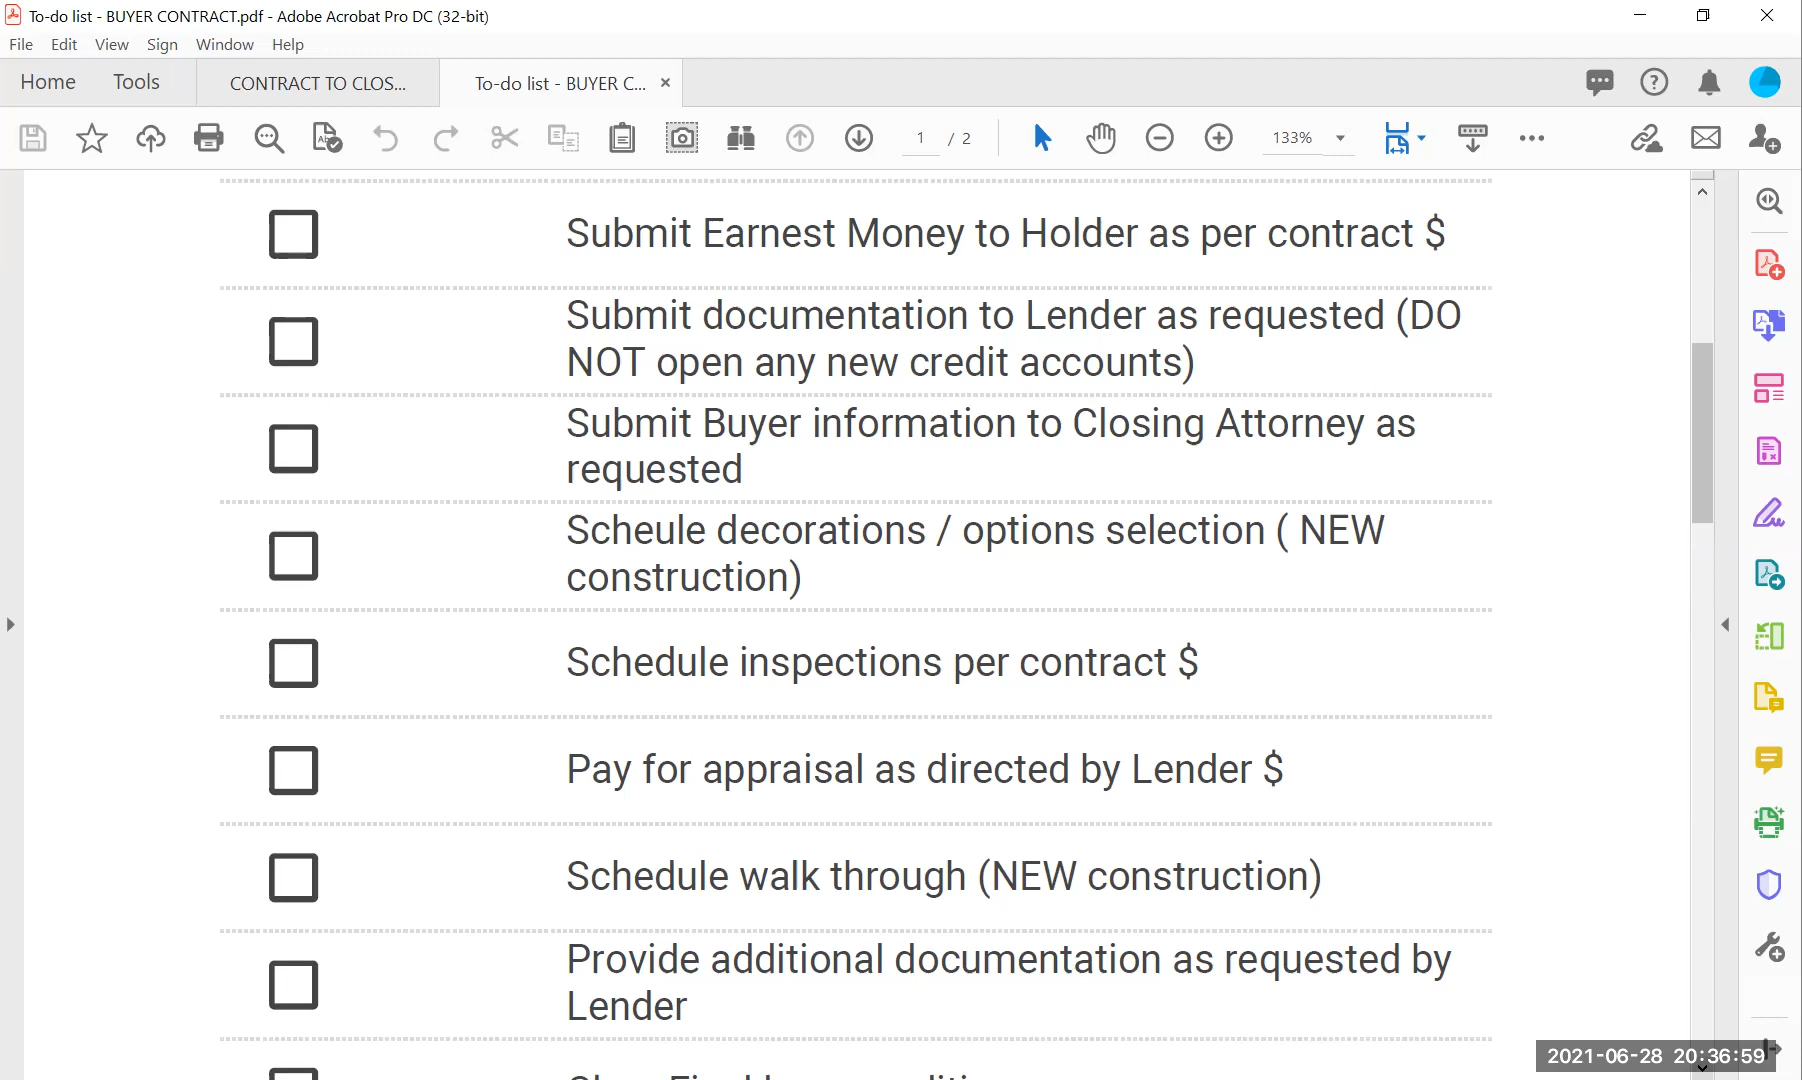 To-do list - BUYER CONTRACT.pdf - Adobe Acrobat Pro DC (32-bit)
File Edit View Sign Window Help
Home Tools CONTRACT TO CLOS... To-do list - BUYER C... ×
1 / 2 133%
Submit Earnest Money to Holder as per contract $
Submit documentation to Lender as requested (DO
NOT open any new credit accounts)
Submit Buyer information to Closing Attorney as
requested
Scheule decorations / options selection ( NEW
construction)
Schedule inspections per contract $
Pay for appraisal as directed by Lender $
Schedule walk through (NEW construction)
Provide additional documentation as requested by
Lender
2021-06-28 20:36:59